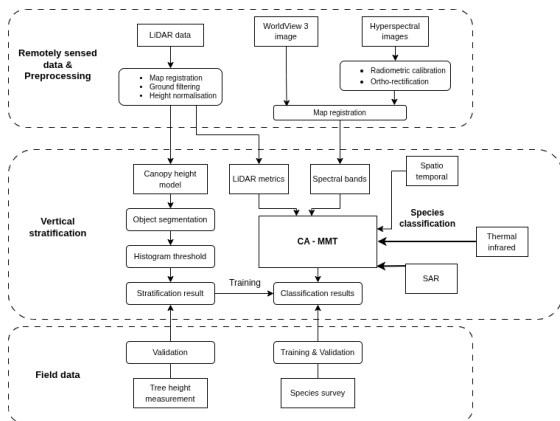 LiDAR data
WorldView 3
image
Hyperspectral
images
Remotely sensed
data &
Preprocessing
Map registration
Ground filtering
Height normalisation
Radiometric calibration
Ortho-rectification
Map registration
Canopy height
model
LiDAR metrics
Spectral bands
Spatio
temporal
Object segmentation
Vertical
stratification
CA - MMT
Species
classification
Thermal
infrared
Histogram threshold
SAR
Stratification result
Training
Classification results
Validation
Training & Validation
Field data
Tree height
measurement
Species survey